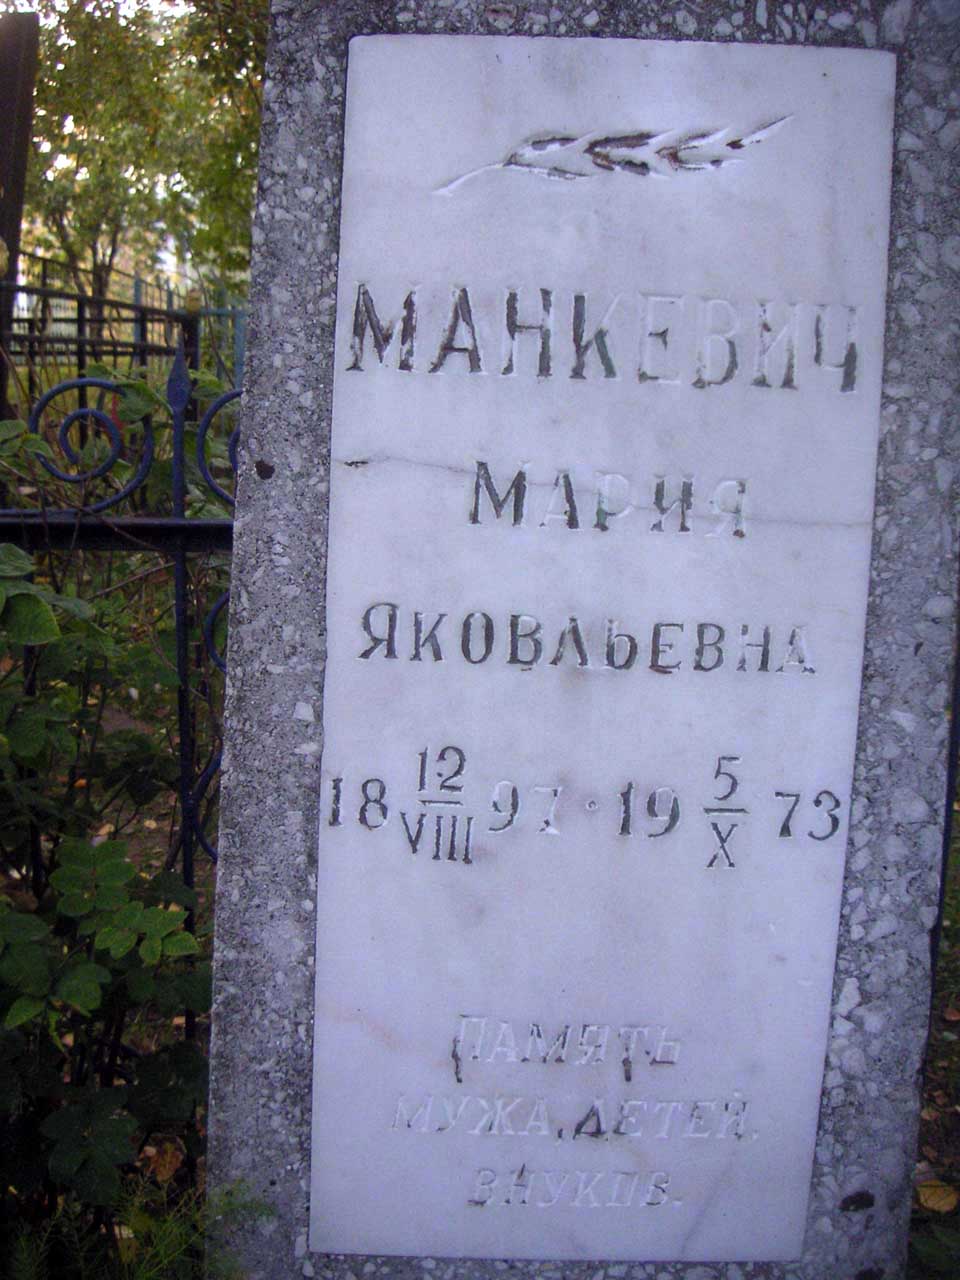 МАНКЕВИЧ
МАРИЯ
ЯКОВЛЬЕВНА
18 12/VIII 97 · 19 5/X 73
ПАМЯТЬ
МУЖА, ДЕТЕЙ,
ВНУКОВ.